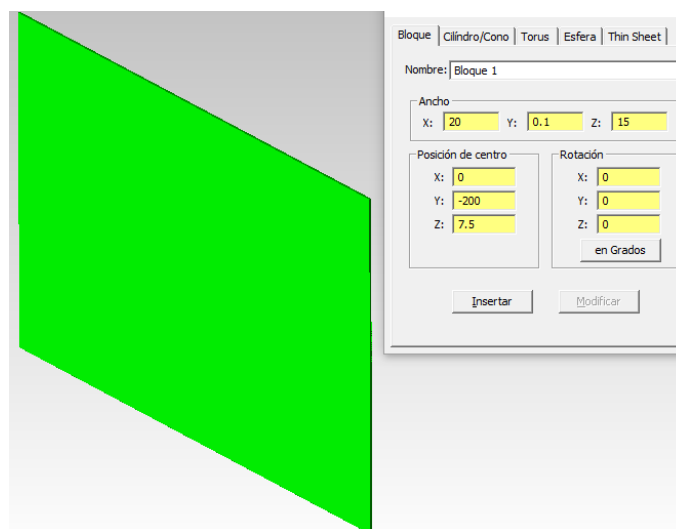 Bloque Cilíndro/Cono Torus Esfera Thin Sheet
Nombre: Bloque 1
Ancho
X: 20 Y: 0.1 Z: 15
Posición de centro
X: 0
Y: -200
Z: 7.5
Rotación
X: 0
Y: 0
Z: 0
en Grados
Insertar Modificar